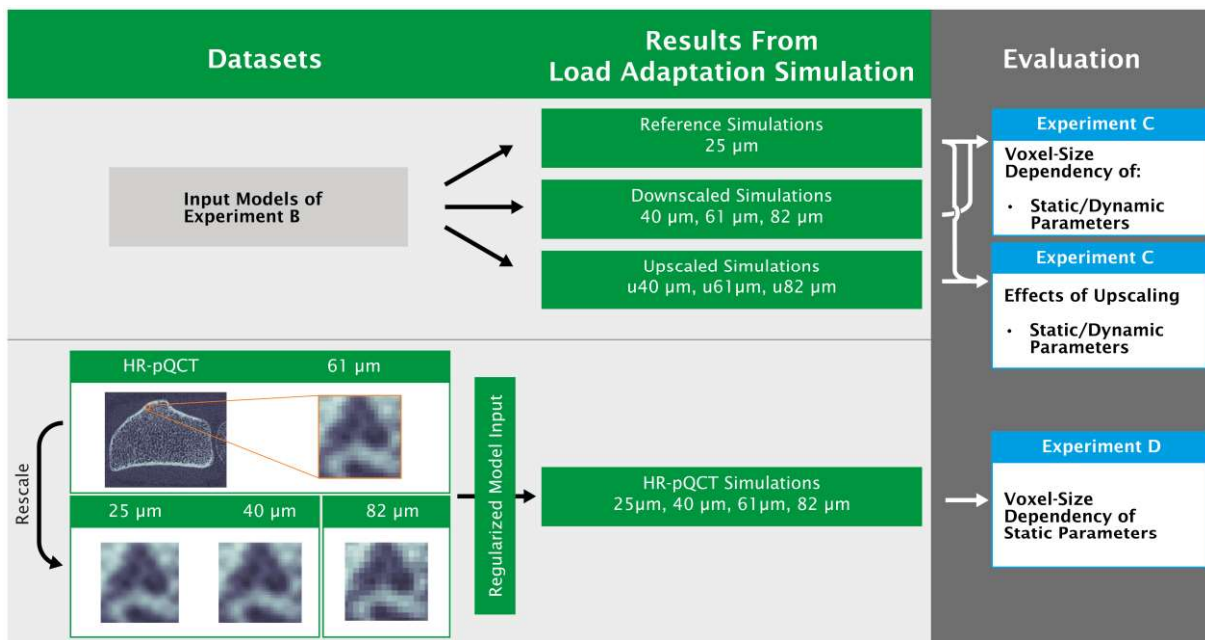 Datasets
Results From
Load Adaptation Simulation
Evaluation
Input Models of
Experiment B
Reference Simulations
25 µm
Downscaled Simulations
40 µm, 61 µm, 82 µm
Upscaled Simulations
u40 µm, u61µm, u82 µm
Experiment C
Voxel-Size
Dependency of:
• Static/Dynamic
Parameters
Experiment C
Effects of Upscaling
• Static/Dynamic
Parameters
HR-pQCT 61 µm
Rescale
25 µm 40 µm 82 µm
Regularized Model Input
HR-pQCT Simulations
25µm, 40 µm, 61µm, 82 µm
Experiment D
Voxel-Size
Dependency of
Static Parameters